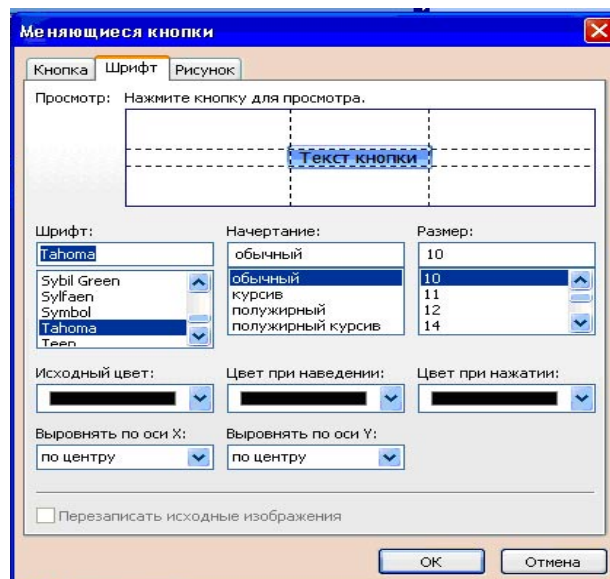 Меняющиеся кнопки
Кнопка Шрифт Рисунок
Просмотр: Нажмите кнопку для просмотра.
Текст кнопки
Шрифт: Начертание: Размер:
Tahoma обычный 10
Sybil Green обычный 10
Sylfaen курсив 11
Symbol полужирный 12
Tahoma полужирный курсив 14
Teen
Исходный цвет: Цвет при наведении: Цвет при нажатии:
Выровнять по оси X: Выровнять по оси Y:
по центру по центру
Перезаписать исходные изображения
ОК Отмена